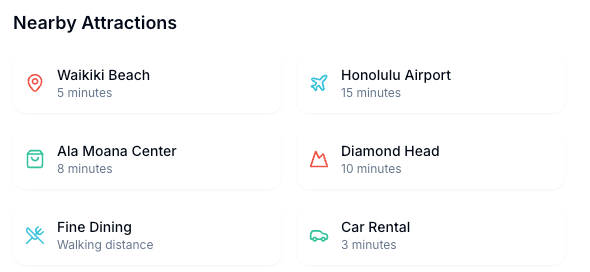 Nearby Attractions
Waikiki Beach
5 minutes
Honolulu Airport
15 minutes
Ala Moana Center
8 minutes
Diamond Head
10 minutes
Fine Dining
Walking distance
Car Rental
3 minutes